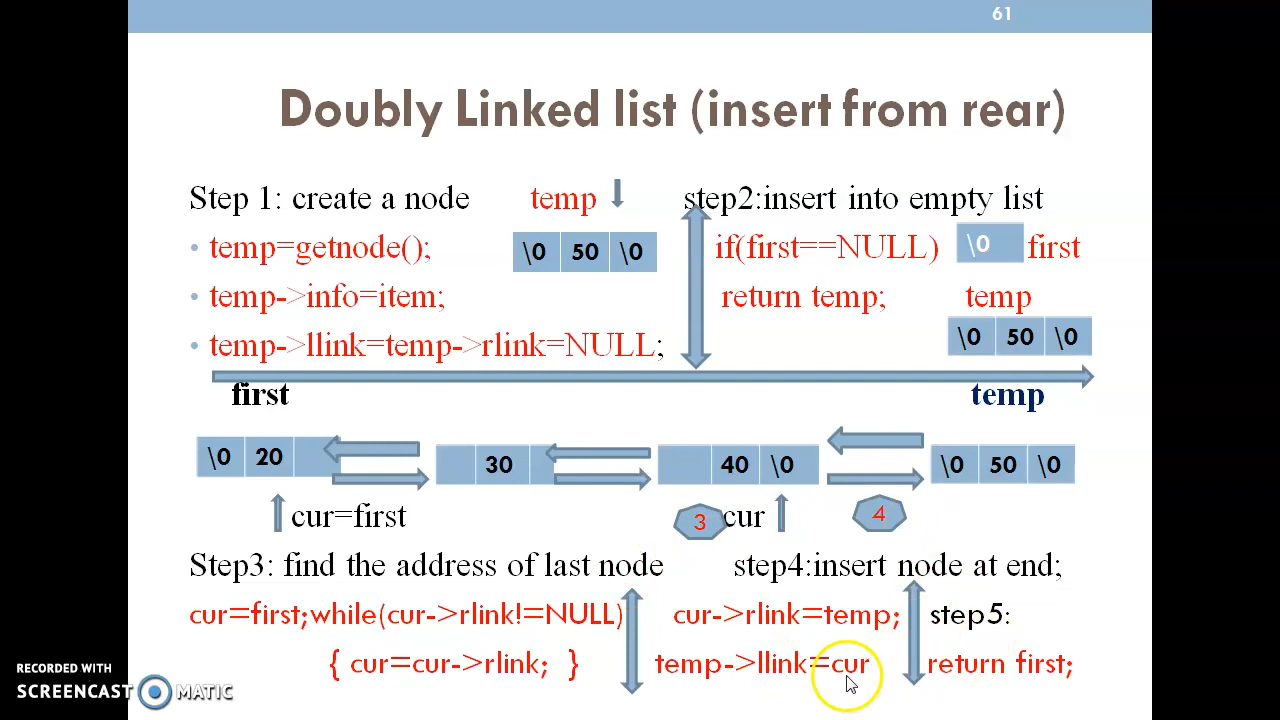 61
Doubly Linked list (insert from rear)
Step 1: create a node temp
temp=getnode();
\0 50 \0
temp->info=item;
temp->llink=temp->rlink=NULL;
step2:insert into empty list
if(first==NULL) \0 first
return temp; temp
\0 50 \0
first temp
\0 20 30 40 \0 \0 50 \0
cur=first 3 cur 4
Step3: find the address of last node
cur=first;while(cur->rlink!=NULL)
{ cur=cur->rlink; }
step4:insert node at end;
cur->rlink=temp;
temp->llink=cur
step5:
return first;
RECORDED WITH
SCREENCAST MATIC